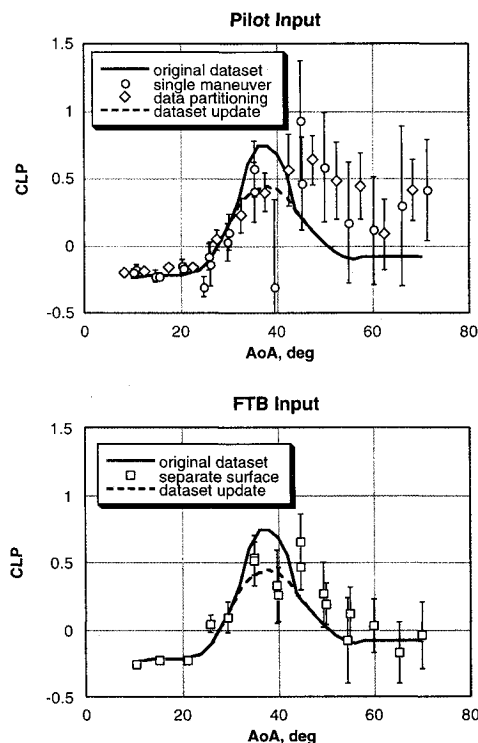 Pilot Input
1.5
original dataset
single maneuver
data partitioning
dataset update
1
CLP
0.5
0
-0.5
0 20 40 60 80
AoA, deg
FTB Input
1.5
original dataset
separate surface
dataset update
1
CLP
0.5
0
-0.5
0 20 40 60 80
AoA, deg